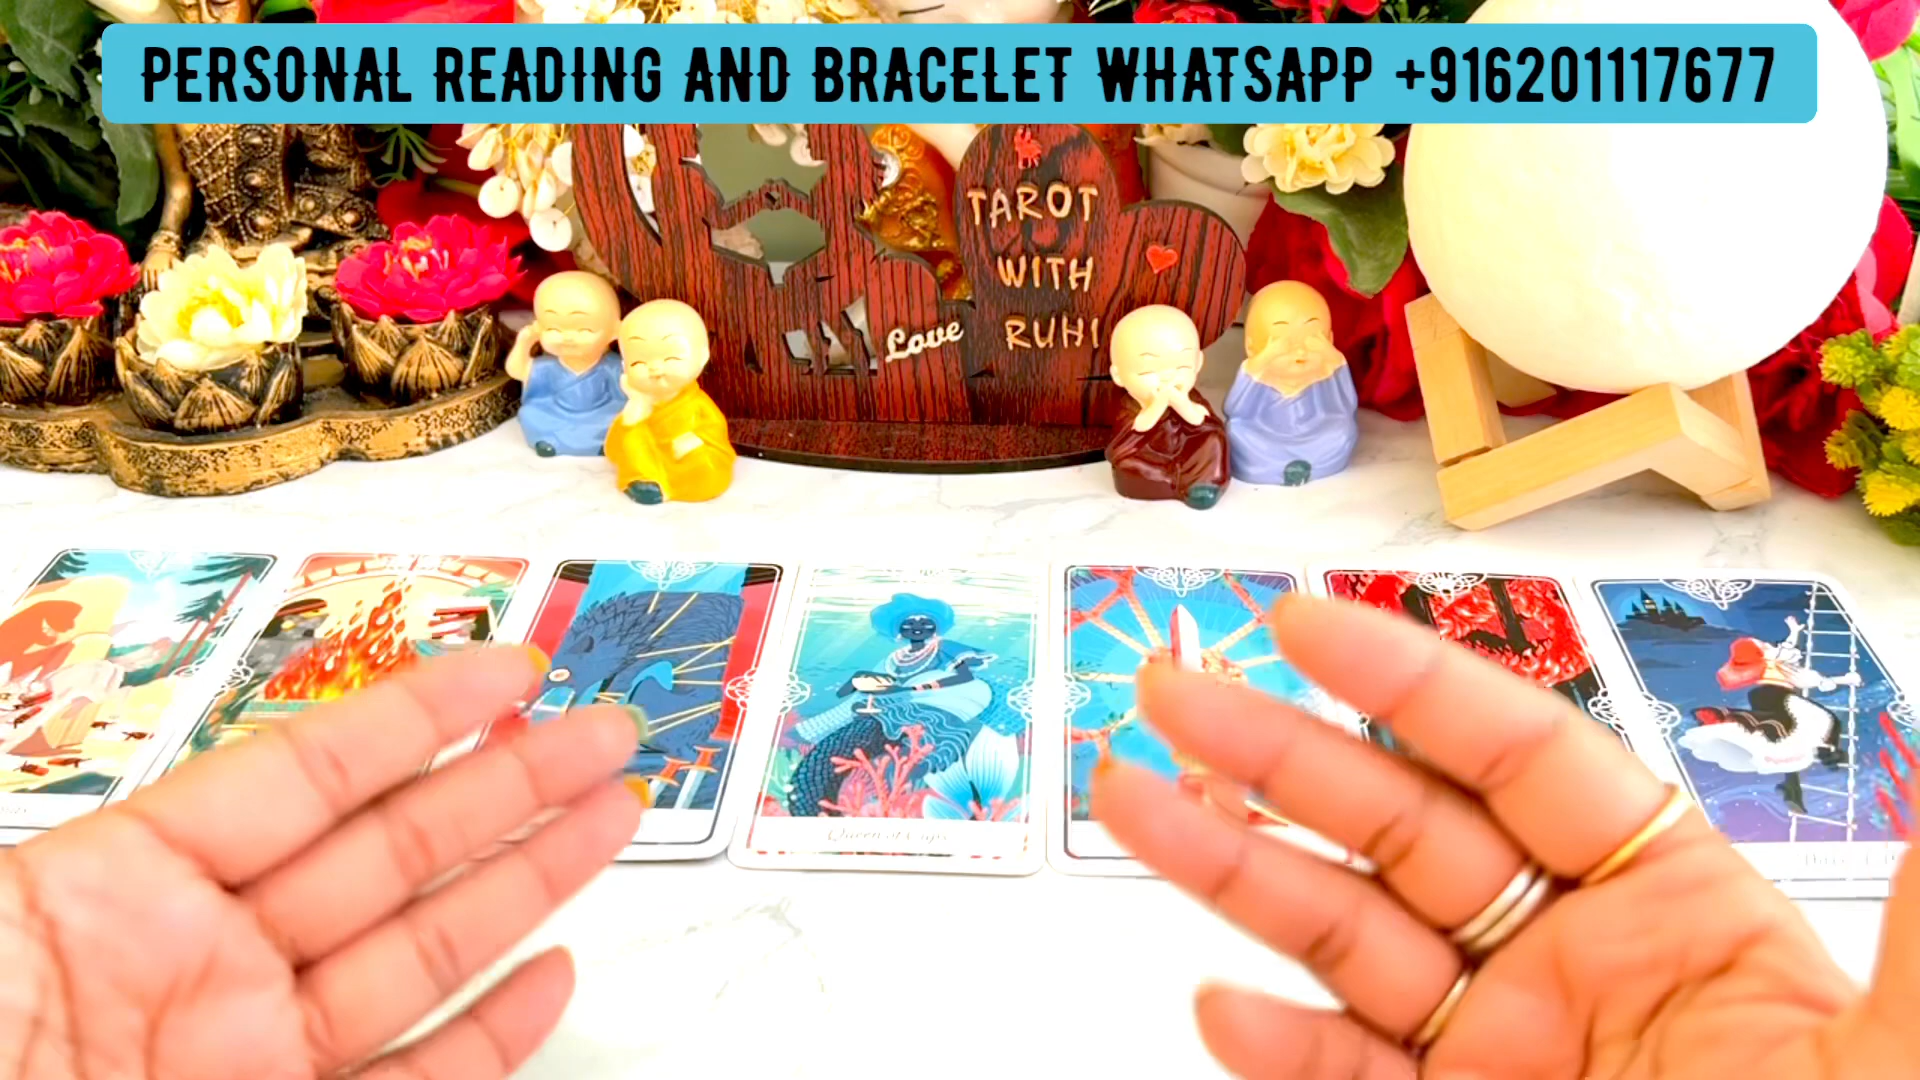 PERSONAL READING AND BRACELET WHATSAPP +916201117677
TAROT
WITH
RUHI
Love
Queen of Cups